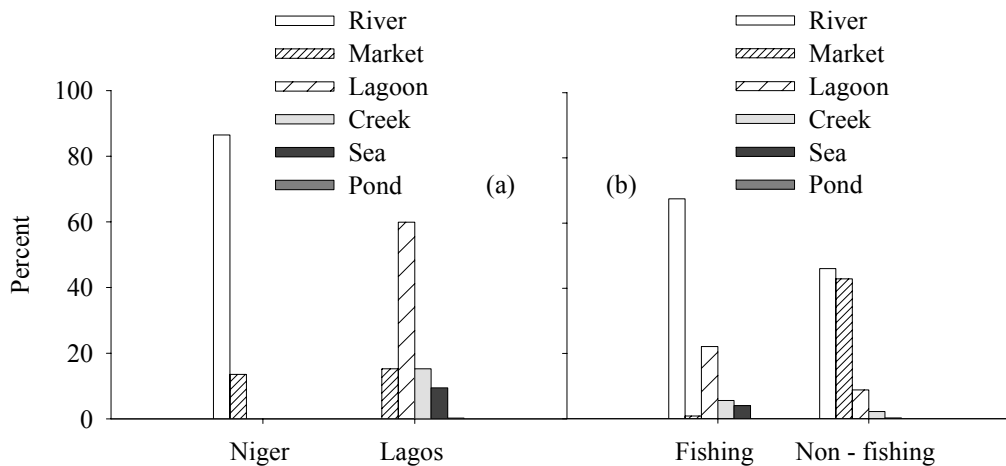 River
Market
Lagoon
Creek
Sea
Pond
(a)
100
80
60
40
20
0
Percent
Niger Lagos
River
Market
Lagoon
Creek
Sea
Pond
(b)
Fishing Non - fishing